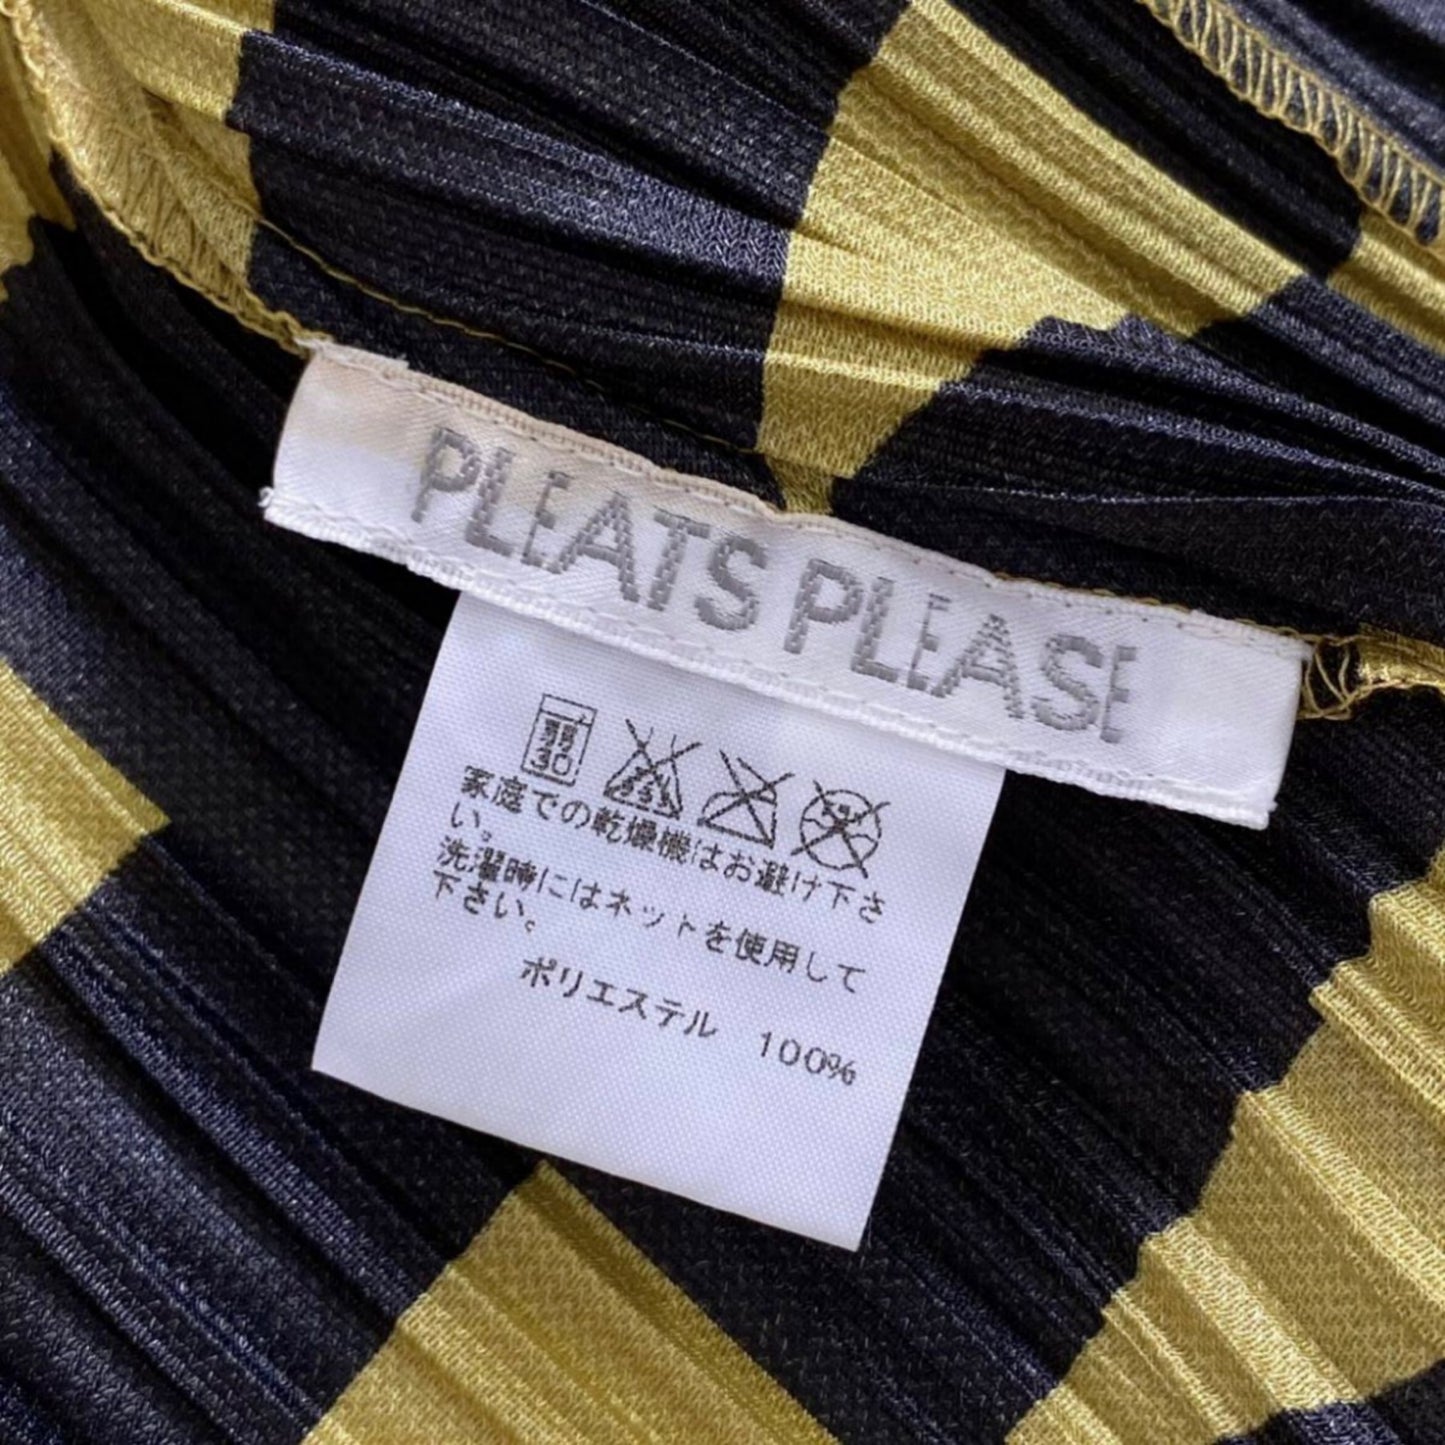 PLEATS PLEASE
弱
30
家庭での乾燥機はお避け下さ
い。
洗濯時にはネットを使用して
下さい。
ポリエステル 100%